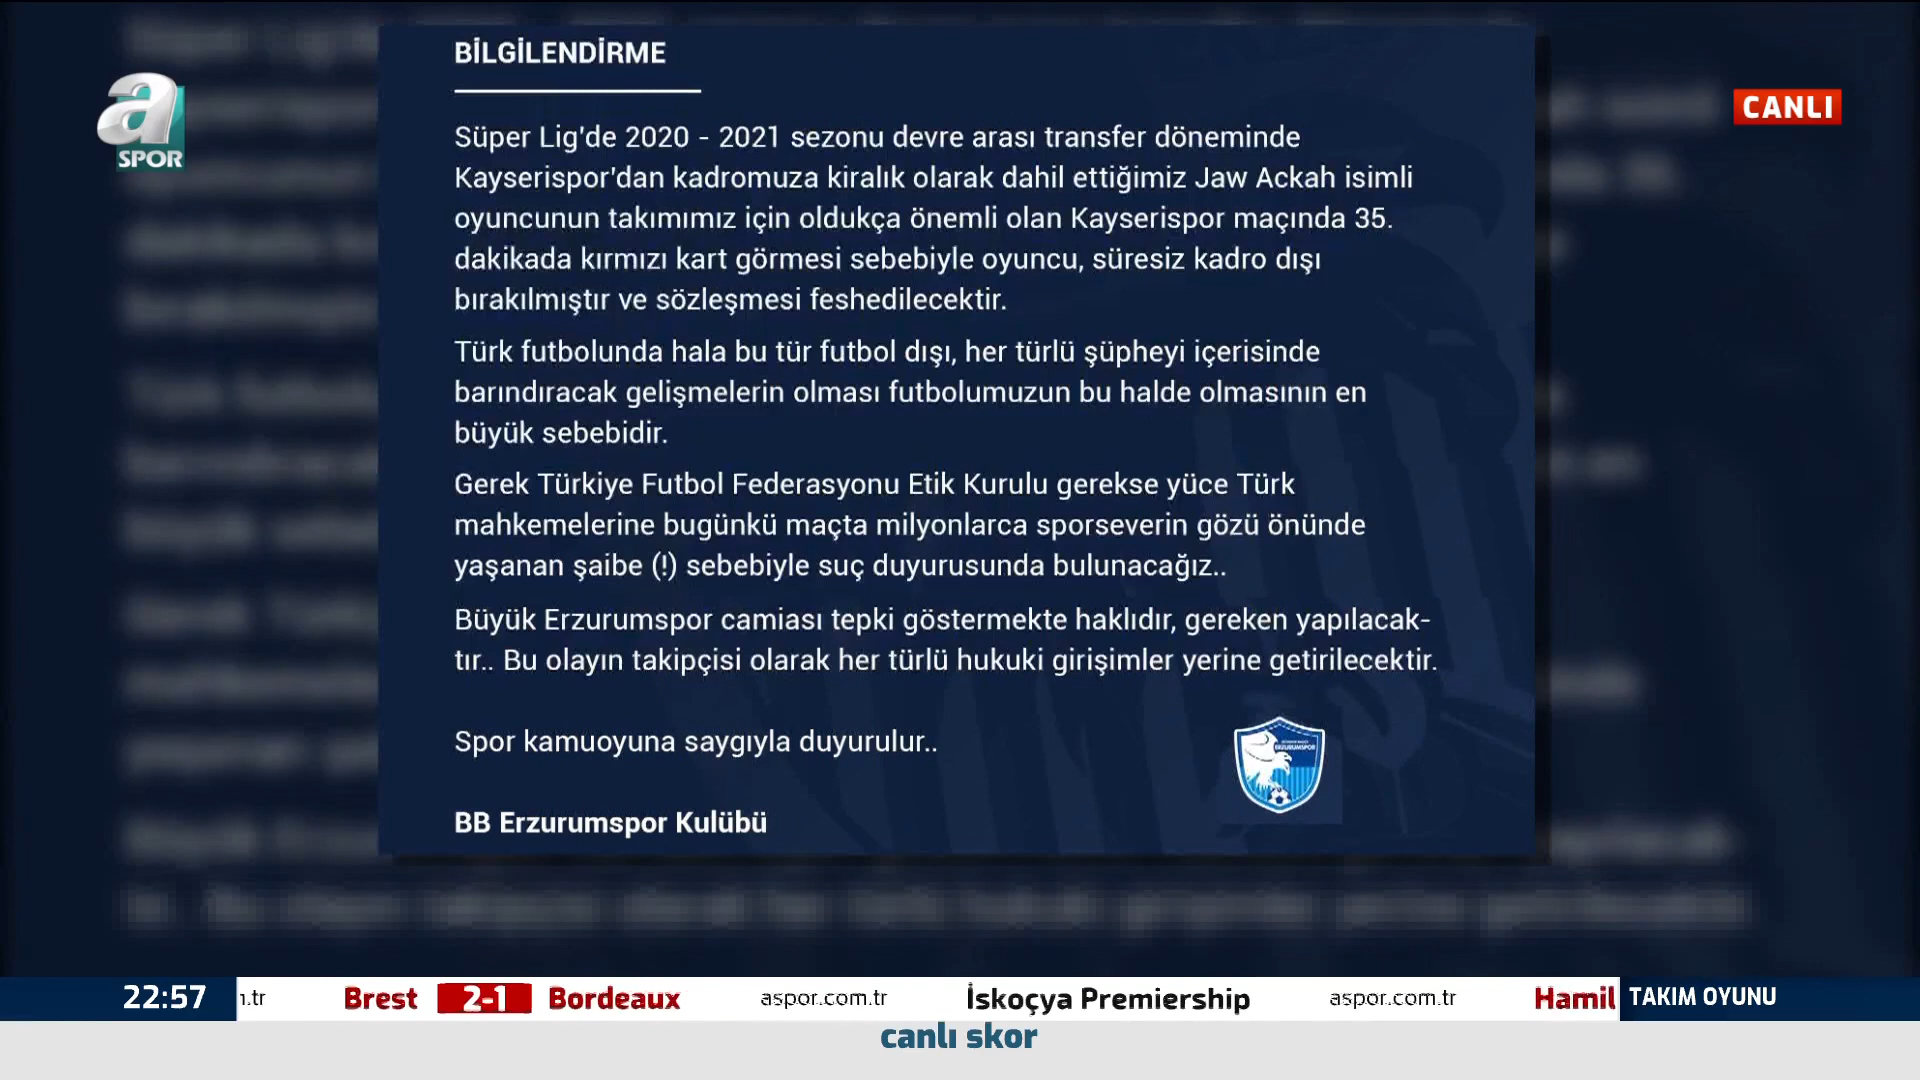 BİLGİLENDİRME
a
SPOR
CANLI
Süper Lig'de 2020 - 2021 sezonu devre arası transfer döneminde
Kayserispor'dan kadromuza kiralık olarak dahil ettiğimiz Jaw Ackah isimli
oyuncunun takımımız için oldukça önemli olan Kayserispor maçında 35.
dakikada kırmızı kart görmesi sebebiyle oyuncu, süresiz kadro dışı
bırakılmıştır ve sözleşmesi feshedilecektir.
Türk futbolunda hala bu tür futbol dışı, her türlü şüpheyi içerisinde
barındıracak gelişmelerin olması futbolumuzun bu halde olmasının en
büyük sebebidir.
Gerek Türkiye Futbol Federasyonu Etik Kurulu gerekse yüce Türk
mahkemelerine bugünkü maçta milyonlarca sporseverin gözü önünde
yaşanan şaibe (!) sebebiyle suç duyurusunda bulunacağız..
Büyük Erzurumspor camiası tepki göstermekte haklıdır, gereken yapılacak-
tır.. Bu olayın takipçisi olarak her türlü hukuki girişimler yerine getirilecektir.
Spor kamuoyuna saygıyla duyurulur..
ERZURUMSPOR
BB Erzurumspor Kulübü
22:57 .tr Brest 2-1 Bordeaux aspor.com.tr İskoçya Premiership aspor.com.tr Hamil TAKIM OYUNU
canlı skor